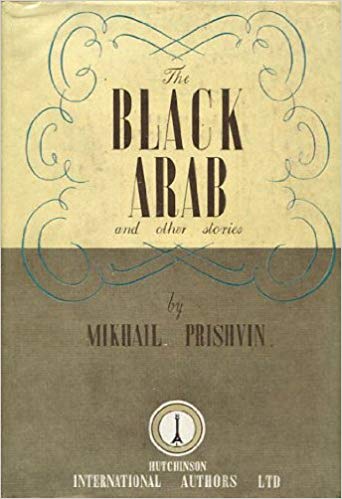 The
BLACK
ARAB
and other stories
by
MIKHAIL PRISHVIN
HUTCHINSON
INTERNATIONAL AUTHORS LTD